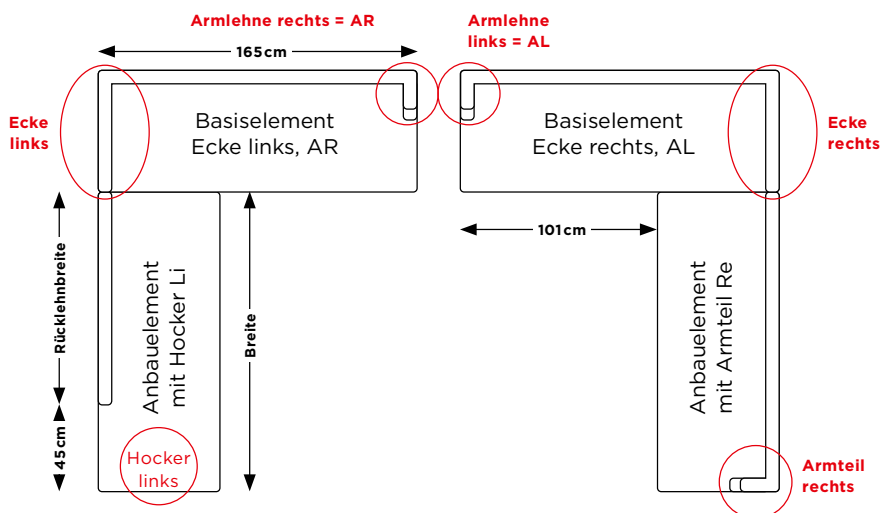 Armlehne rechts = AR
Armlehne
links = AL
165cm
Ecke
links
Basiselement
Ecke links, AR
Basiselement
Ecke rechts, AL
Ecke
rechts
101cm
Rücklehnbreite
Anbauelement
mit Hocker Li
Breite
Anbauelement
mit Armteil Re
45cm
Hocker
links
Armteil
rechts